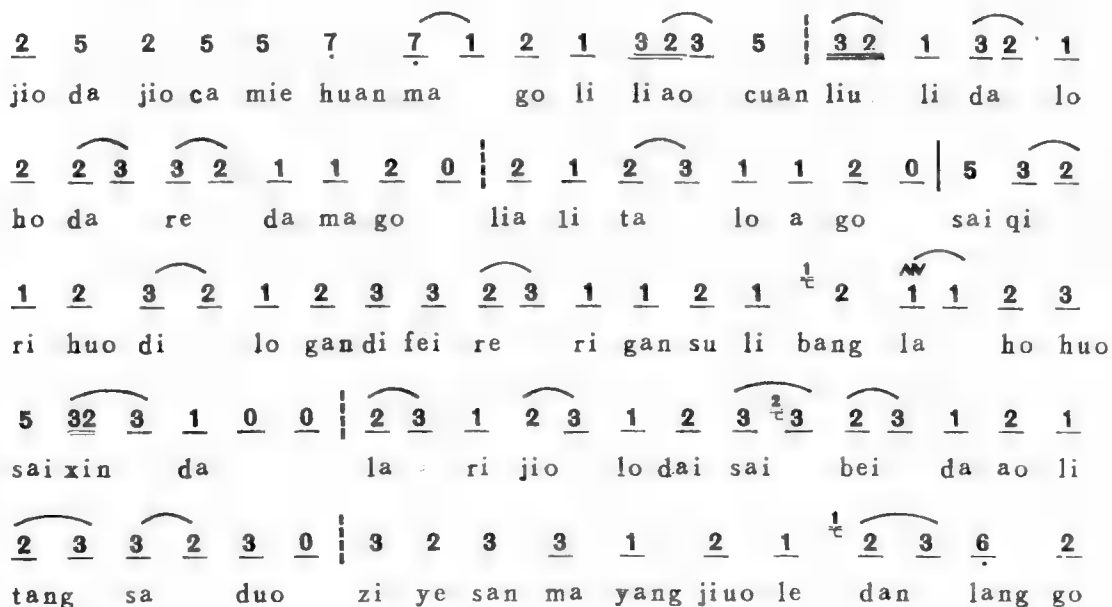 2 5 2 5 5 7 7 1 2 1 3 2 3 5 3 2 1 3 2 1
jio da jio ca mie huan ma go li li ao cuan liu li da lo
2 2 3 3 2 1 1 2 0 2 1 2 3 1 1 2 0 5 3 2
ho da re da ma go lia li ta lo a go sai qi
1 2 3 2 1 2 3 3 2 3 1 1 2 1 1 2 1 1 2 3
ri huo di lo gan di fei re ri gan su li bang la ho huo
5 32 3 1 0 0 2 3 1 2 3 1 2 3 2 3 2 3 1 2 1
sai xin da la ri jio lo dai sai bei da ao li
2 3 3 2 3 0 3 2 3 3 1 2 1 1 2 3 6 2
tang sa duo zi ye san ma yang jiuo le dan lang go